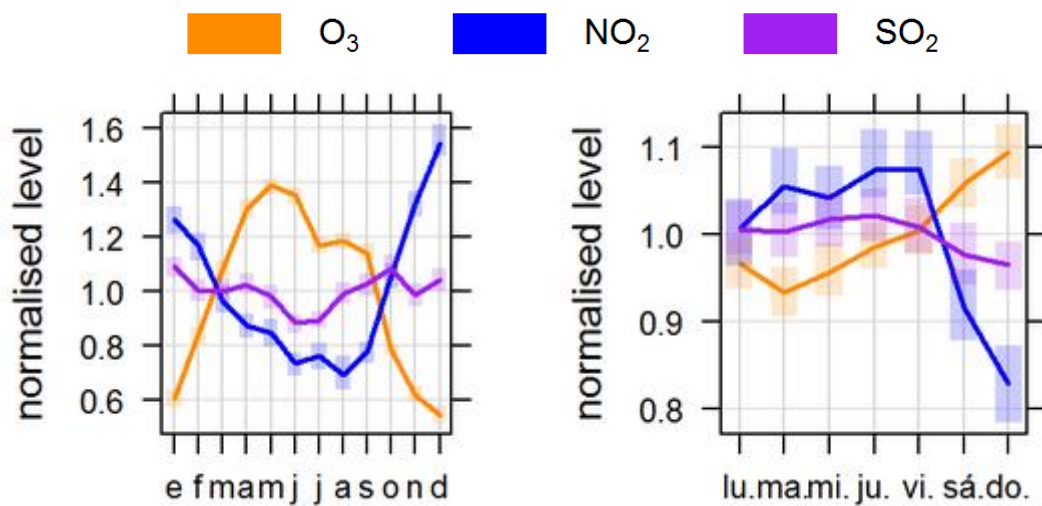 O₃ NO₂ SO₂
normalised level
1.6
1.4
1.2
1.0
0.8
0.6
e f m a m j j a s o n d
normalised level
1.1
1.0
0.9
0.8
lu. ma. mi. ju. vi. sá. do.